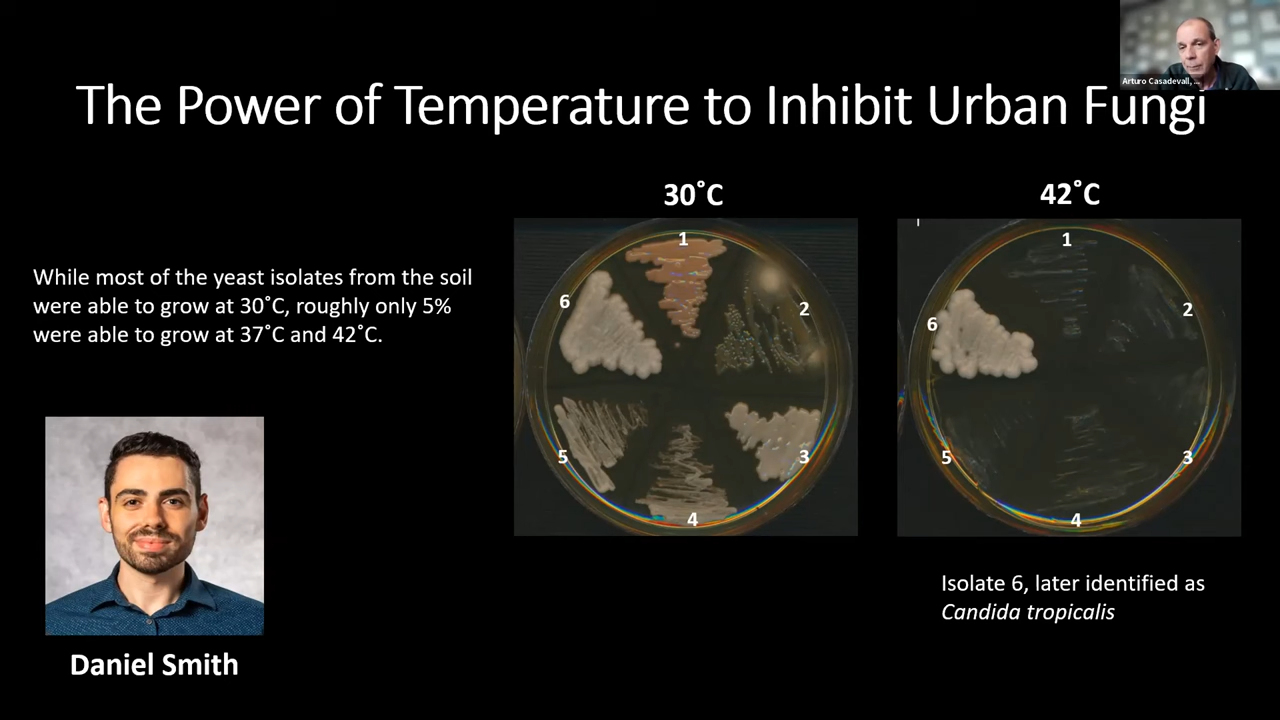 Arturo Casadevall, ...
The Power of Temperature to Inhibit Urban Fungi
30˚C
42˚C
While most of the yeast isolates from the soil
were able to grow at 30˚C, roughly only 5%
were able to grow at 37˚C and 42˚C.
1
2
3
4
5
6
1
2
3
4
5
6
Isolate 6, later identified as
Candida tropicalis
Daniel Smith